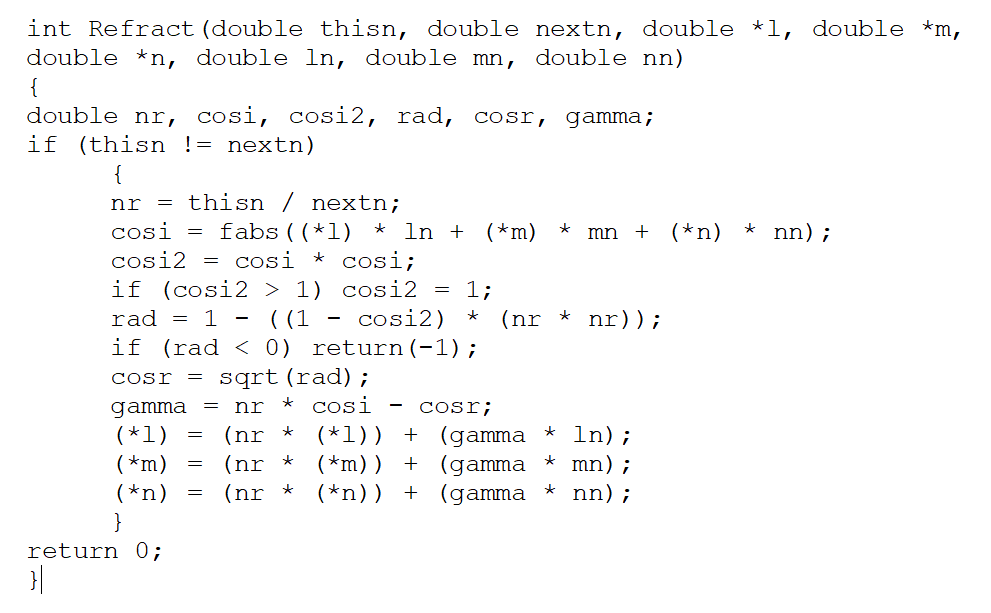 int Refract(double thisn, double nextn, double *l, double *m,
double *n, double ln, double mn, double nn)
{
double nr, cosi, cosi2, rad, cosr, gamma;
if (thisn != nextn)
{
nr = thisn / nextn;
cosi = fabs((*l) * ln + (*m) * mn + (*n) * nn);
cosi2 = cosi * cosi;
if (cosi2 > 1) cosi2 = 1;
rad = 1 - ((1 - cosi2) * (nr * nr));
if (rad < 0) return(-1);
cosr = sqrt(rad);
gamma = nr * cosi - cosr;
(*l) = (nr * (*l)) + (gamma * ln);
(*m) = (nr * (*m)) + (gamma * mn);
(*n) = (nr * (*n)) + (gamma * nn);
}
return 0;
}